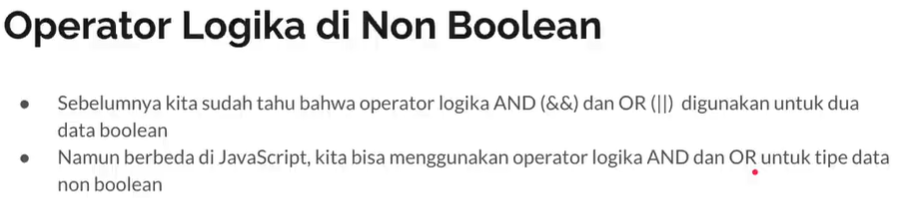 Operator Logika di Non Boolean
● Sebelumnya kita sudah tahu bahwa operator logika AND (&&) dan OR (||) digunakan untuk dua
data boolean
● Namun berbeda di JavaScript, kita bisa menggunakan operator logika AND dan OR untuk tipe data
non boolean